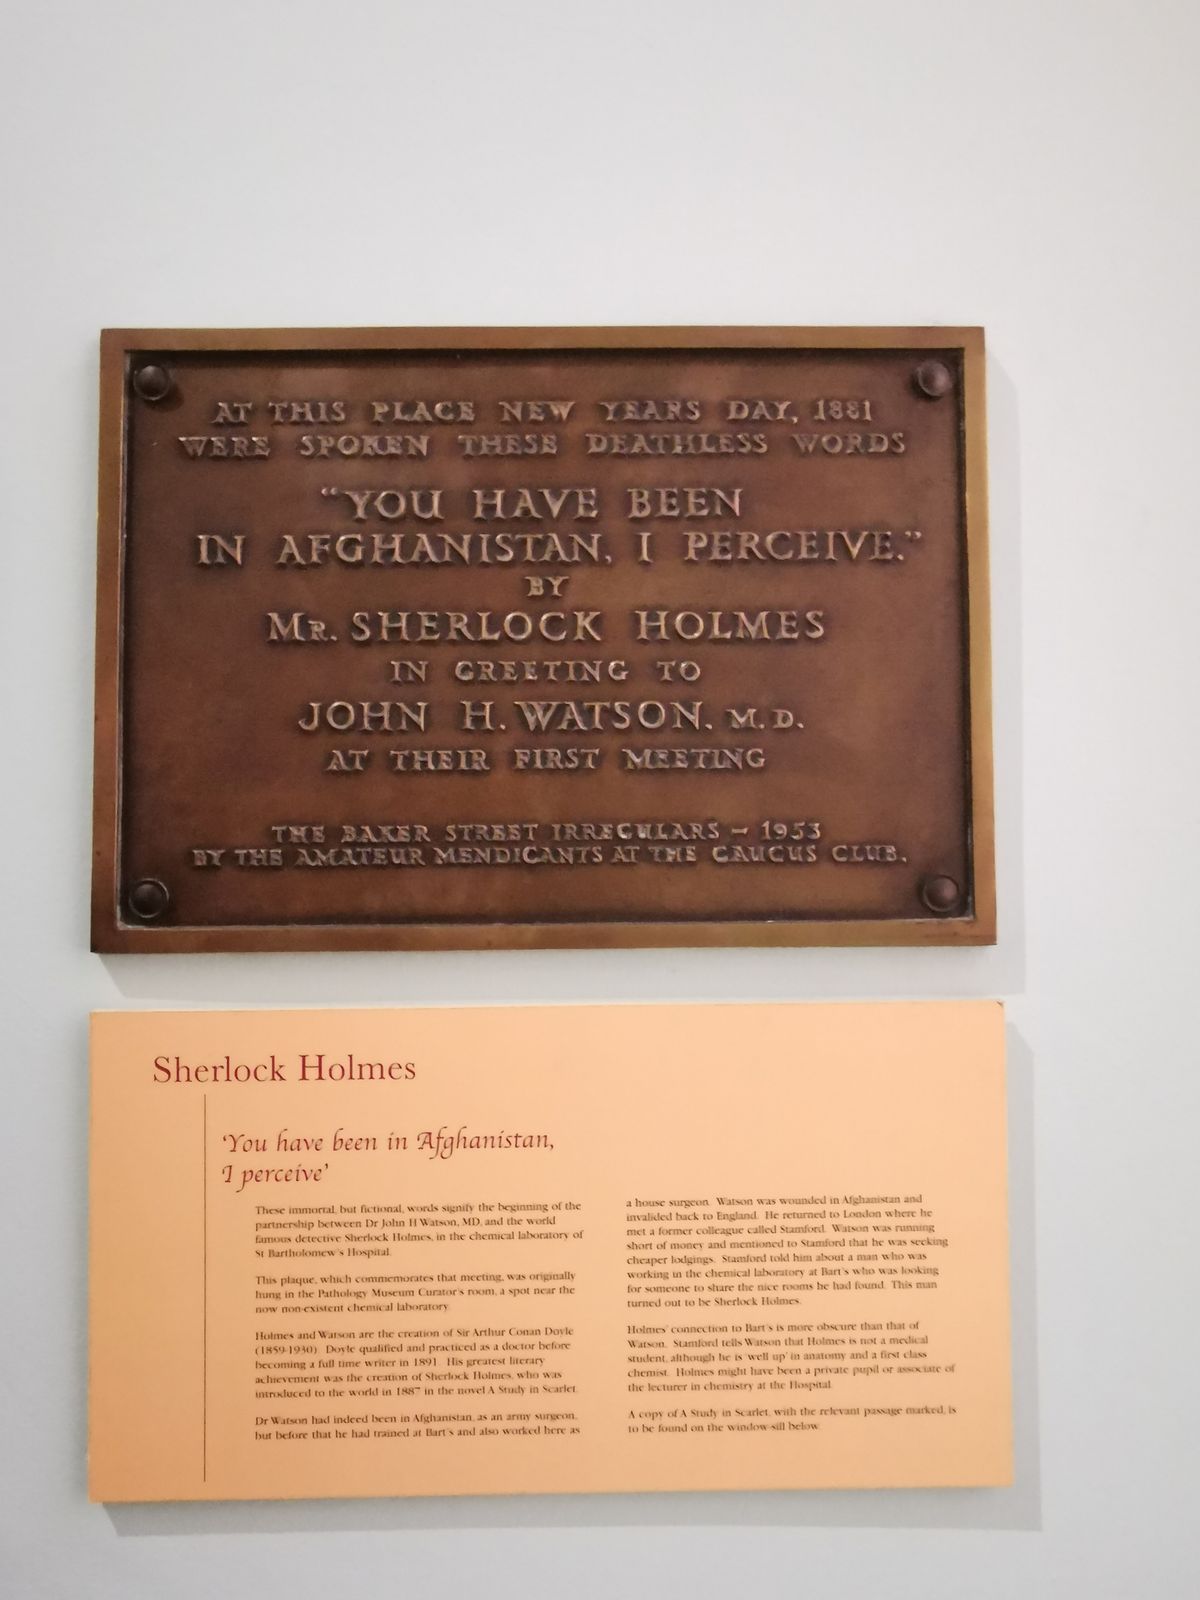 AT THIS PLACE NEW YEARS DAY, 1881
WERE SPOKEN THESE DEATHLESS WORDS
"YOU HAVE BEEN
IN AFGHANISTAN, I PERCEIVE."
BY
MR. SHERLOCK HOLMES
IN GREETING TO
JOHN H. WATSON. M.D.
AT THEIR FIRST MEETING
THE BAKER STREET IRREGULARS – 1953
BY THE AMATEUR MENDICANTS AT THE CAUCUS CLUB.
Sherlock Holmes
'You have been in Afghanistan,
I perceive'
These immortal, but fictional, words signify the beginning of the
partnership between Dr John H Watson, MD, and the world
famous detective Sherlock Holmes, in the chemical laboratory of
St Bartholomew's Hospital.
This plaque, which commemorates that meeting, was originally
hung in the Pathology Museum Curator's room, a spot near the
now non-existent chemical laboratory.
Holmes and Watson are the creation of Sir Arthur Conan Doyle
(1859-1930). Doyle qualified and practiced as a doctor before
becoming a full time writer in 1891. His greatest literary
achievement was the creation of Sherlock Holmes, who was
introduced to the world in 1887 in the novel A Study in Scarlet.
Dr Watson had indeed been in Afghanistan, as an army surgeon,
but before that he had trained at Bart's and also worked here as
a house surgeon. Watson was wounded in Afghanistan and
invalided back to England. He returned to London where he
met a former colleague called Stamford. Watson was running
short of money and mentioned to Stamford that he was seeking
cheaper lodgings. Stamford told him about a man who was
working in the chemical laboratory at Bart's who was looking
for someone to share the nice rooms he had found. This man
turned out to be Sherlock Holmes.
Holmes' connection to Bart's is more obscure than that of
Watson. Stamford tells Watson that Holmes is not a medical
student, although he is 'well up' in anatomy and a first class
chemist. Holmes might have been a private pupil or associate of
the lecturer in chemistry at the Hospital.
A copy of A Study in Scarlet, with the relevant passage marked, is
to be found on the window-sill below.